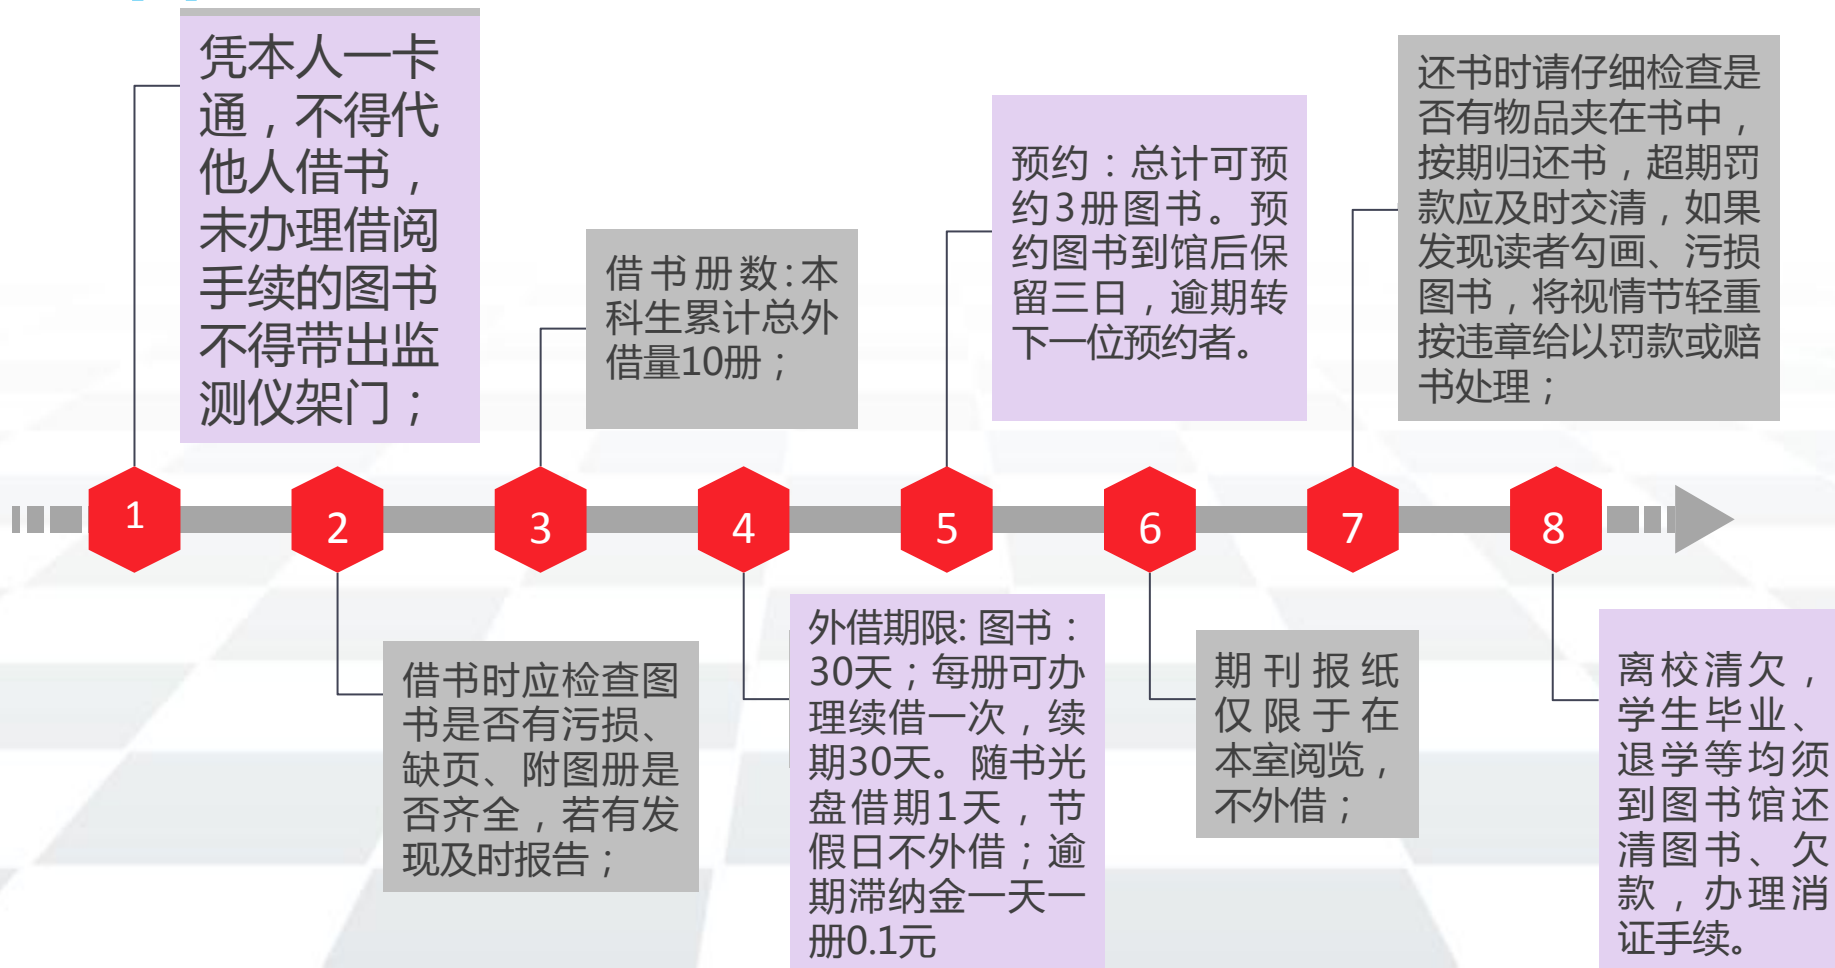 凭本人一卡
通，不得代
他人借书，
未办理借阅
手续的图书
不得带出监
测仪架门；
1
借书时应检查图
书是否有污损、
缺页、附图册是
否齐全，若有发
现及时报告；
2
借书册数:本
科生累计总外
借量10册；
3
外借期限: 图书：
30天；每册可办
理续借一次，续
期30天。随书光
盘借期1天，节
假日不外借；逾
期滞纳金一天一
册0.1元
4
预约：总计可预
约3册图书。预
约图书到馆后保
留三日，逾期转
下一位预约者。
5
期刊报纸
仅限于在
本室阅览，
不外借；
6
还书时请仔细检查是
否有物品夹在书中，
按期归还书，超期罚
款应及时交清，如果
发现读者勾画、污损
图书，将视情节轻重
按违章给以罚款或赔
书处理；
7
离校清欠，
学生毕业、
退学等均须
到图书馆还
清图书、欠
款，办理消
证手续。
8